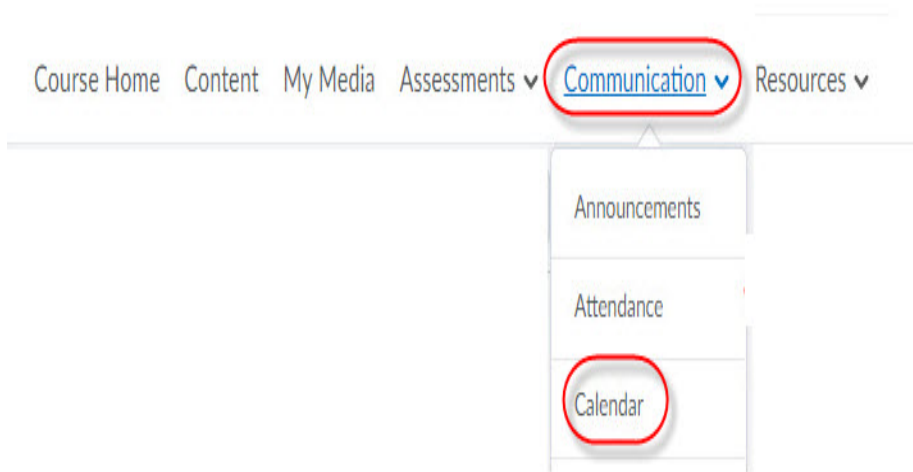 Course Home Content My Media Assessments Communication Resources
Announcements
Attendance
Calendar